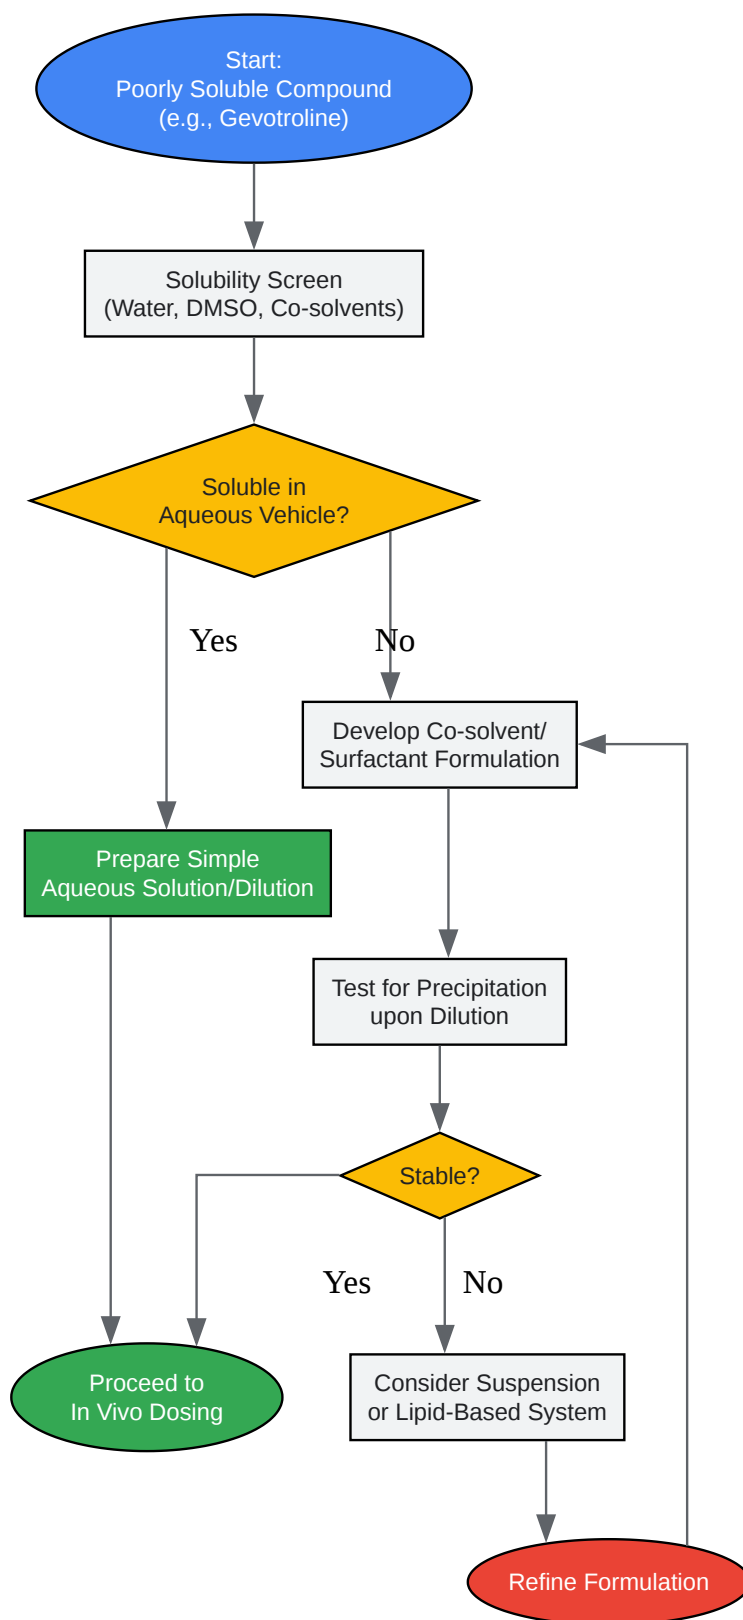 Start:
Poorly Soluble Compound
(e.g., Gevotroline)
Solubility Screen
(Water, DMSO, Co-solvents)
Soluble in
Aqueous Vehicle?
Yes
No
Develop Co-solvent/
Surfactant Formulation
Prepare Simple
Aqueous Solution/Dilution
Test for Precipitation
upon Dilution
Stable?
Yes
No
Proceed to
In Vivo Dosing
Consider Suspension
or Lipid-Based System
Refine Formulation